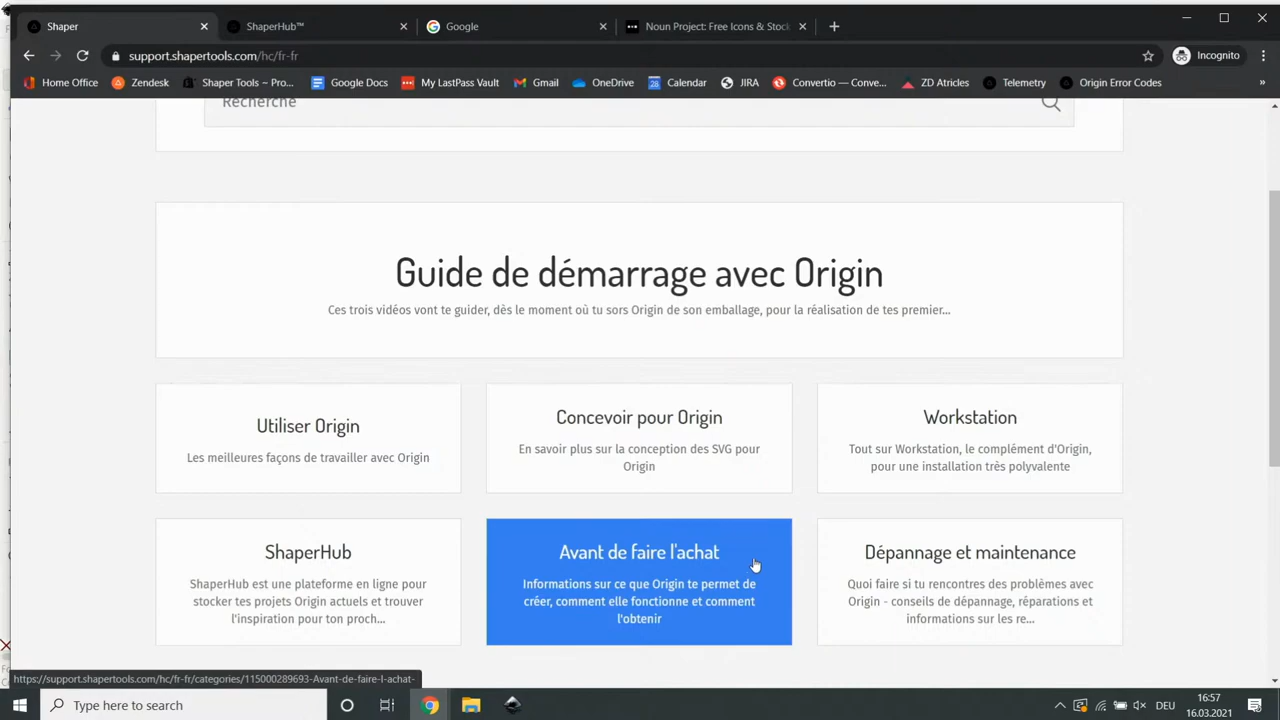 Shaper
ShaperHub™
Google
Noun Project: Free Icons & Stock
support.shapertools.com/hc/fr-fr
Incognito
Home Office
Zendesk
Shaper Tools – Pro...
Google Docs
My LastPass Vault
Gmail
OneDrive
Calendar
JIRA
Convertio — Conve...
ZD Atricles
Telemetry
Origin Error Codes
Recherche
Guide de démarrage avec Origin
Ces trois vidéos vont te guider, dès le moment où tu sors Origin de son emballage, pour la réalisation de tes premier...
Utiliser Origin
Les meilleures façons de travailler avec Origin
Concevoir pour Origin
En savoir plus sur la conception des SVG pour
Origin
Workstation
Tout sur Workstation, le complément d'Origin,
pour une installation très polyvalente
ShaperHub
ShaperHub est une plateforme en ligne pour
stocker tes projets Origin actuels et trouver
l'inspiration pour ton proch...
Avant de faire l'achat
Informations sur ce que Origin te permet de
créer, comment elle fonctionne et comment
l'obtenir
Dépannage et maintenance
Quoi faire si tu rencontres des problèmes avec
Origin - conseils de dépannage, réparations et
informations sur les re...
https://support.shapertools.com/hc/fr-fr/categories/115000289693-Avant-de-faire-l-achat-
Type here to search
DEU
16:57
16.03.2021